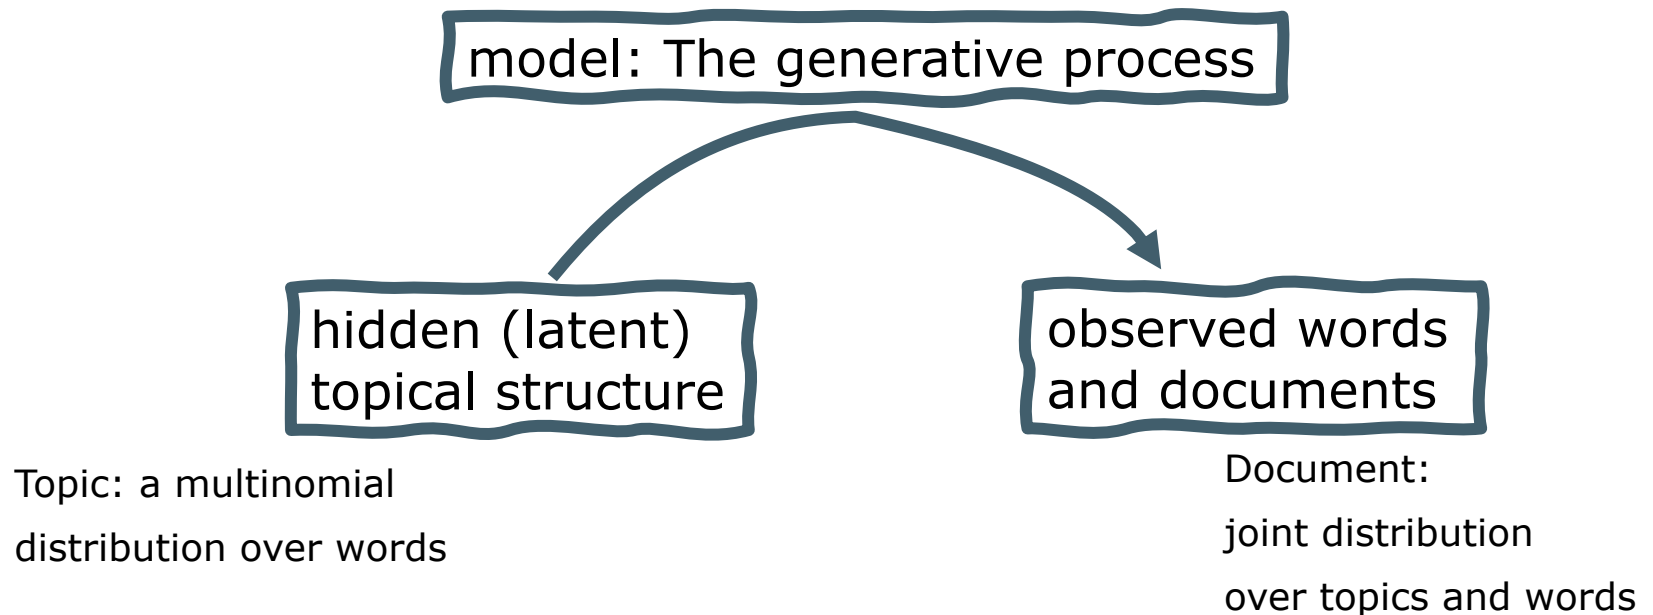 model: The generative process
hidden (latent)
topical structure
observed words
and documents
Topic: a multinomial
distribution over words
Document:
joint distribution
over topics and words